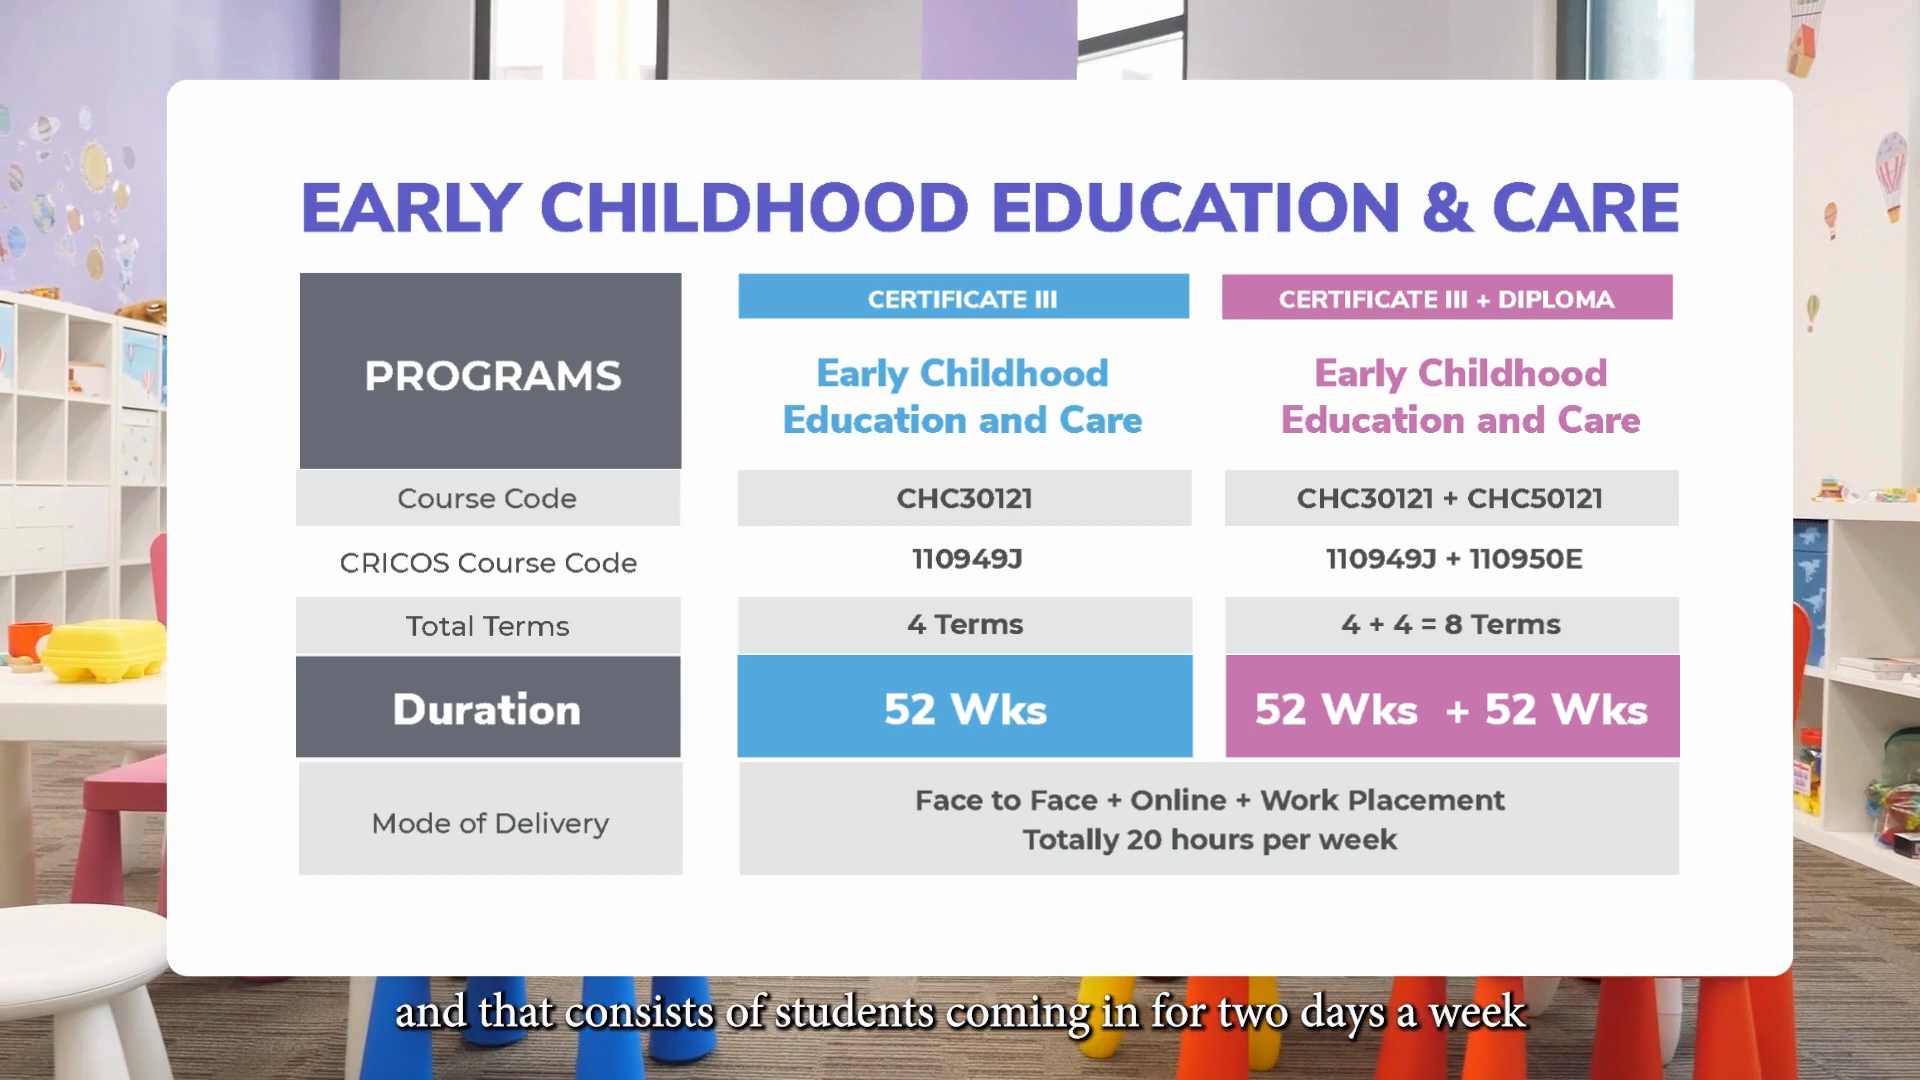 EARLY CHILDHOOD EDUCATION & CARE
PROGRAMS
CERTIFICATE III
CERTIFICATE III + DIPLOMA
Early Childhood
Education and Care
Early Childhood
Education and Care
Course Code
CHC30121
CHC30121 + CHC50121
CRICOS Course Code
110949J
110949J + 110950E
Total Terms
4 Terms
4 + 4 = 8 Terms
Duration
52 Wks
52 Wks + 52 Wks
Mode of Delivery
Face to Face + Online + Work Placement
Totally 20 hours per week
and that consists of students coming in for two days a week